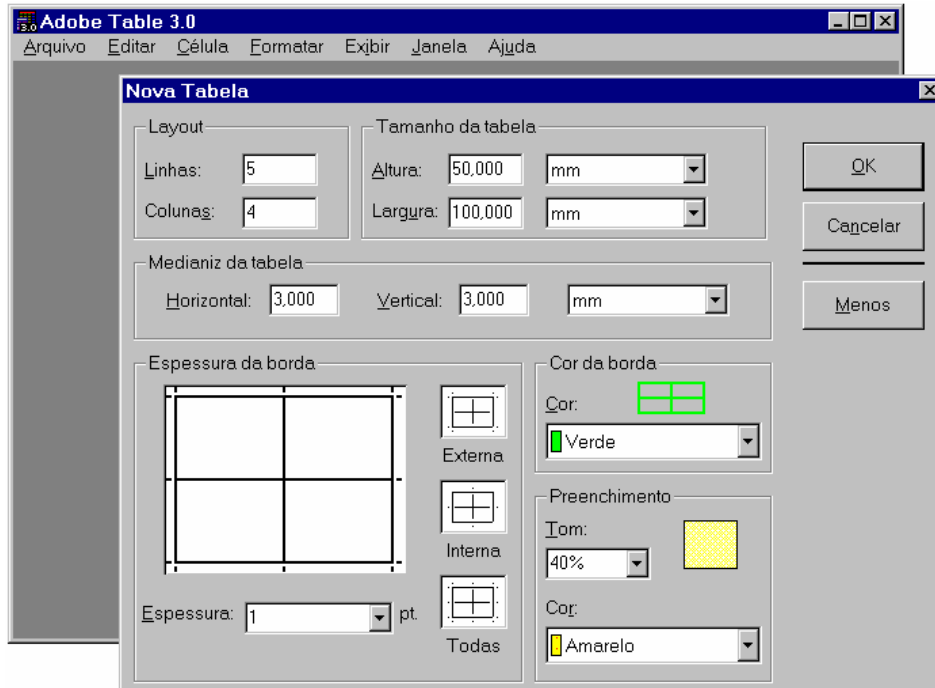 3.0 Adobe Table 3.0
Arquivo Editar Célula Formatar Exibir Janela Ajuda
Nova Tabela
Layout
Linhas: 5
Colunas: 4
Tamanho da tabela
Altura: 50,000 mm
Largura: 100,000 mm
OK
Cancelar
Menos
Medianiz da tabela
Horizontal: 3,000 Vertical: 3,000 mm
Espessura da borda
Externa
Interna
Todas
Espessura: 1 pt.
Cor da borda
Cor:
Verde
Preenchimento
Tom:
40%
Cor:
Amarelo